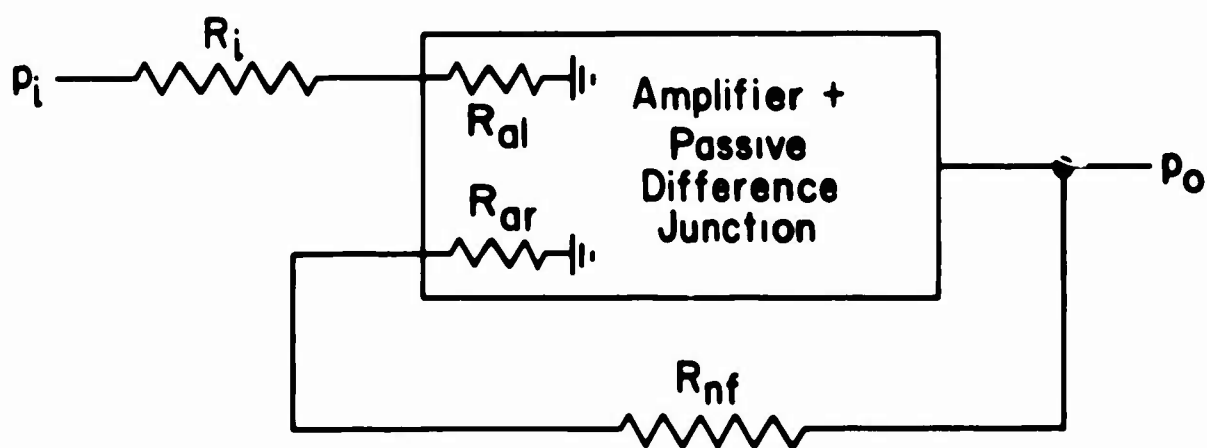 Ri
pi
Ral
Amplifier +
Passive
Difference
Junction
po
Rar
Rnf